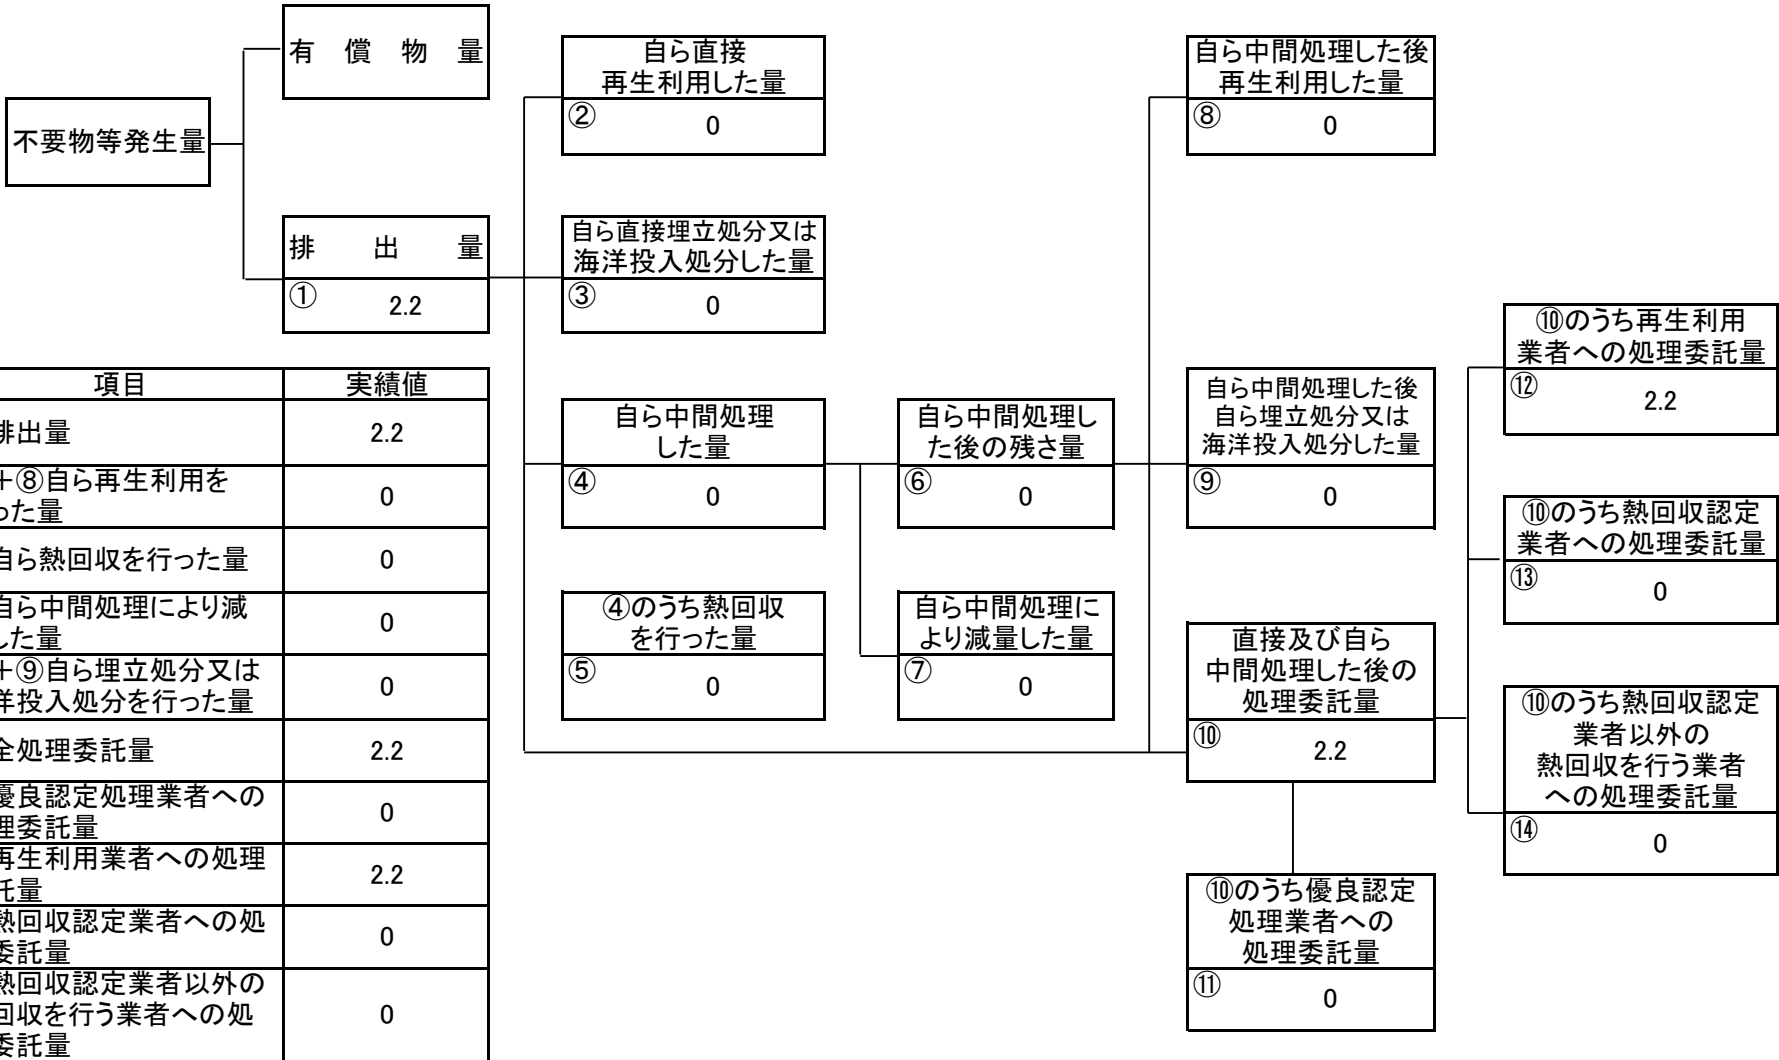 有償物量
不要物等発生量
排出量
①
2.2
自ら直接
再生利用した量
②
0
自ら直接埋立処分又は
海洋投入処分した量
③
0
自ら中間処理
した量
④
0
④のうち熱回収
を行った量
⑤
0
自ら中間処理し
た後の残さ量
⑥
0
自ら中間処理に
より減量した量
⑦
0
自ら中間処理した後
再生利用した量
⑧
0
自ら中間処理した後
自ら埋立処分又は
海洋投入処分した量
⑨
0
直接及び自ら
中間処理した後の
処理委託量
⑩
2.2
⑩のうち優良認定
処理業者への
処理委託量
⑪
0
⑩のうち再生利用
業者への処理委託量
⑫
2.2
⑩のうち熱回収認定
業者への処理委託量
⑬
0
⑩のうち熱回収認定
業者以外の
熱回収を行う業者
への処理委託量
⑭
0
項目 実績値
排出量 2.2
+⑧自ら再生利用を
った量 0
自ら熱回収を行った量 0
自ら中間処理により減
した量 0
+⑨自ら埋立処分又は
洋投入処分を行った量 0
全処理委託量 2.2
優良認定処理業者への
理委託量 0
再生利用業者への処理
託量 2.2
熱回収認定業者への処
委託量 0
熱回収認定業者以外の
回収を行う業者への処
委託量 0